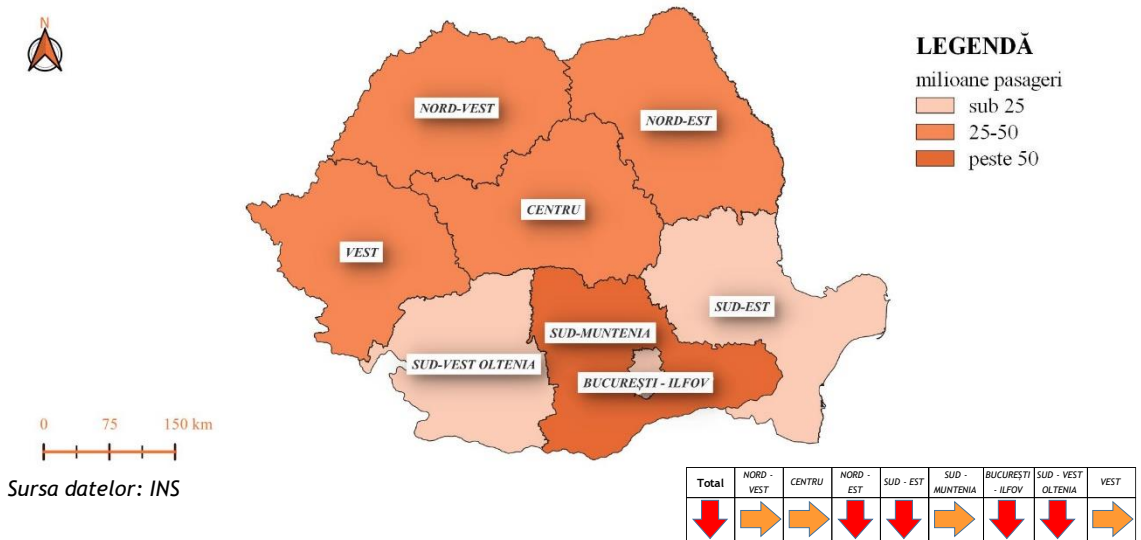 N
LEGENDĂ
milioane pasageri
sub 25
25-50
peste 50
NORD-VEST
NORD-EST
CENTRU
VEST
SUD-EST
SUD-MUNTENIA
SUD-VEST OLTENIA
BUCUREȘTI - ILFOV
0 75 150 km
Sursa datelor: INS
Total NORD - VEST CENTRU NORD - EST SUD - EST SUD - MUNTENIA BUCUREȘTI - ILFOV SUD - VEST OLTENIA VEST